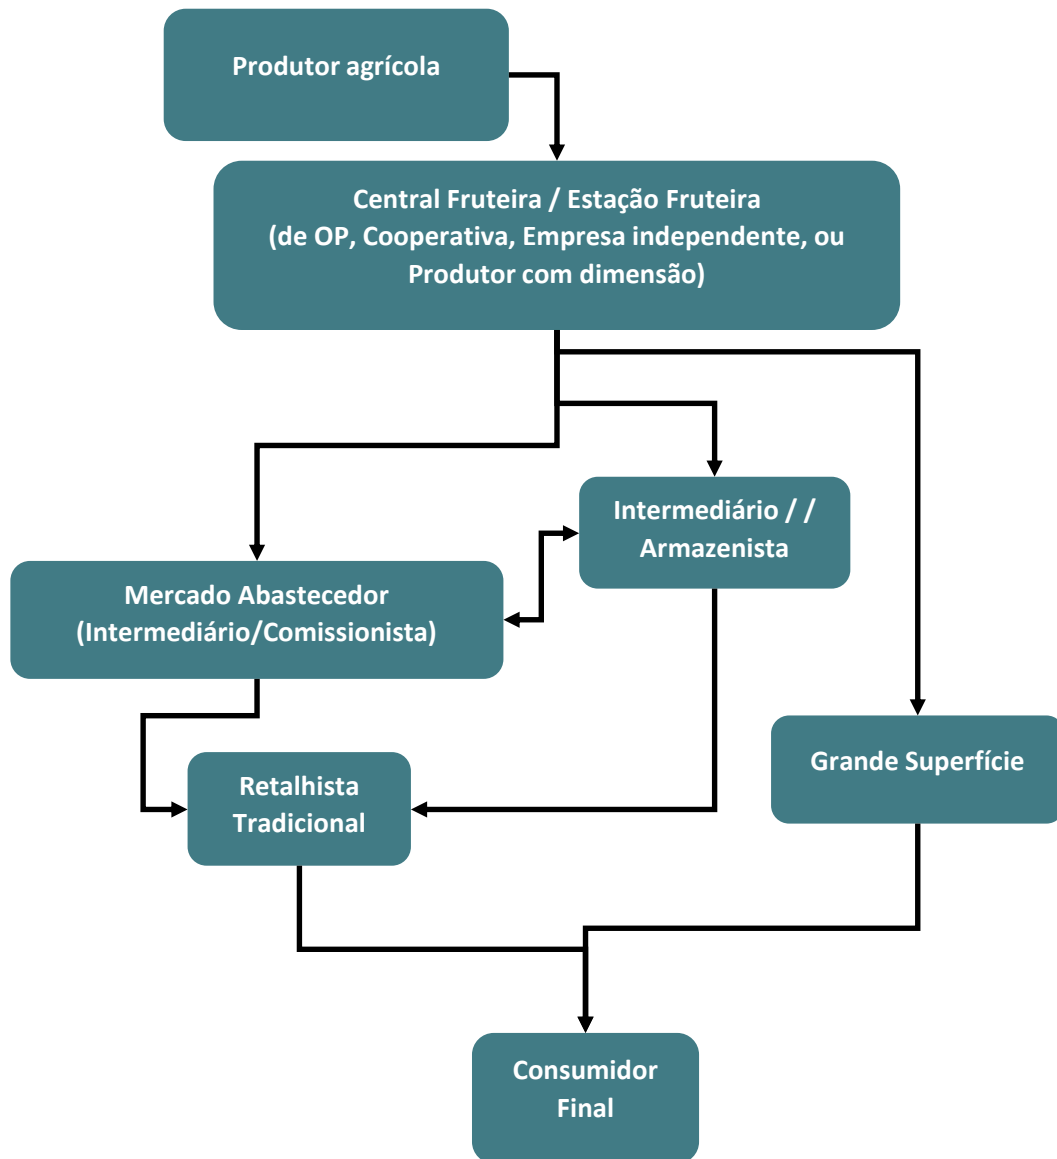 Produtor agrícola
Central Fruteira / Estação Fruteira
(de OP, Cooperativa, Empresa independente, ou
Produtor com dimensão)
Intermediário / /
Armazenista
Mercado Abastecedor
(Intermediário/Comissionista)
Grande Superfície
Retalhista
Tradicional
Consumidor
Final